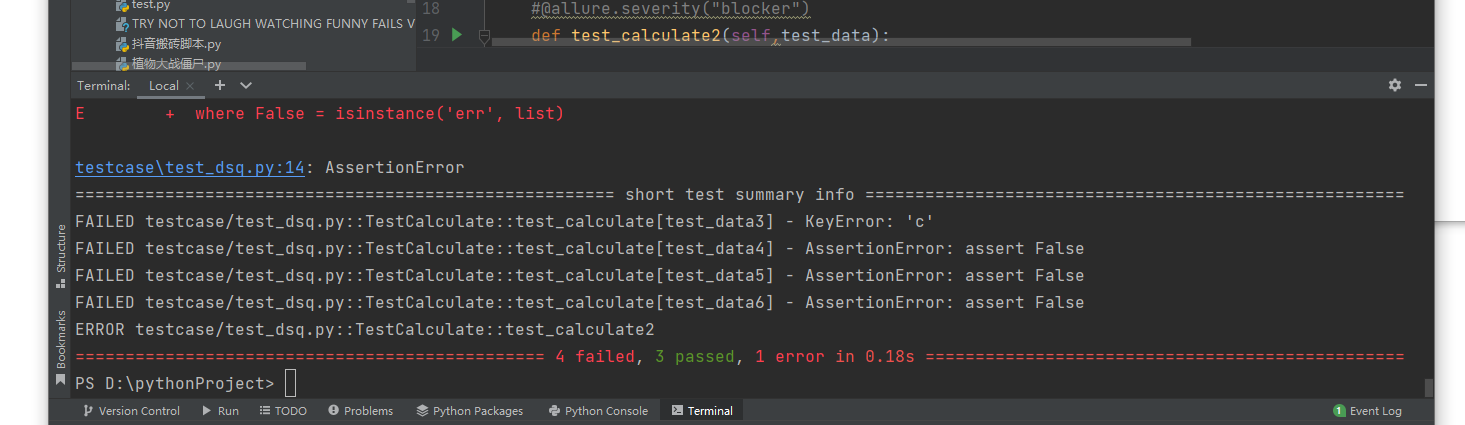 test.py
TRY NOT TO LAUGH WATCHING FUNNY FAILS V
抖音搬砖脚本.py
植物大战僵尸.py
18 #@allure.severity("blocker")
19 def test_calculate2(self,test_data):
Terminal: Local × +
E + where False = isinstance('err', list)
testcase\test_dsq.py:14: AssertionError
====================================================== short test summary info ======================================================
FAILED testcase/test_dsq.py::TestCalculate::test_calculate[test_data3] - KeyError: 'c'
FAILED testcase/test_dsq.py::TestCalculate::test_calculate[test_data4] - AssertionError: assert False
FAILED testcase/test_dsq.py::TestCalculate::test_calculate[test_data5] - AssertionError: assert False
FAILED testcase/test_dsq.py::TestCalculate::test_calculate[test_data6] - AssertionError: assert False
ERROR testcase/test_dsq.py::TestCalculate::test_calculate2
=============================================== 4 failed, 3 passed, 1 error in 0.18s ================================================
PS D:\pythonProject>
Structure
Bookmarks
Version Control Run TODO Problems Python Packages Python Console Terminal 1 Event Log